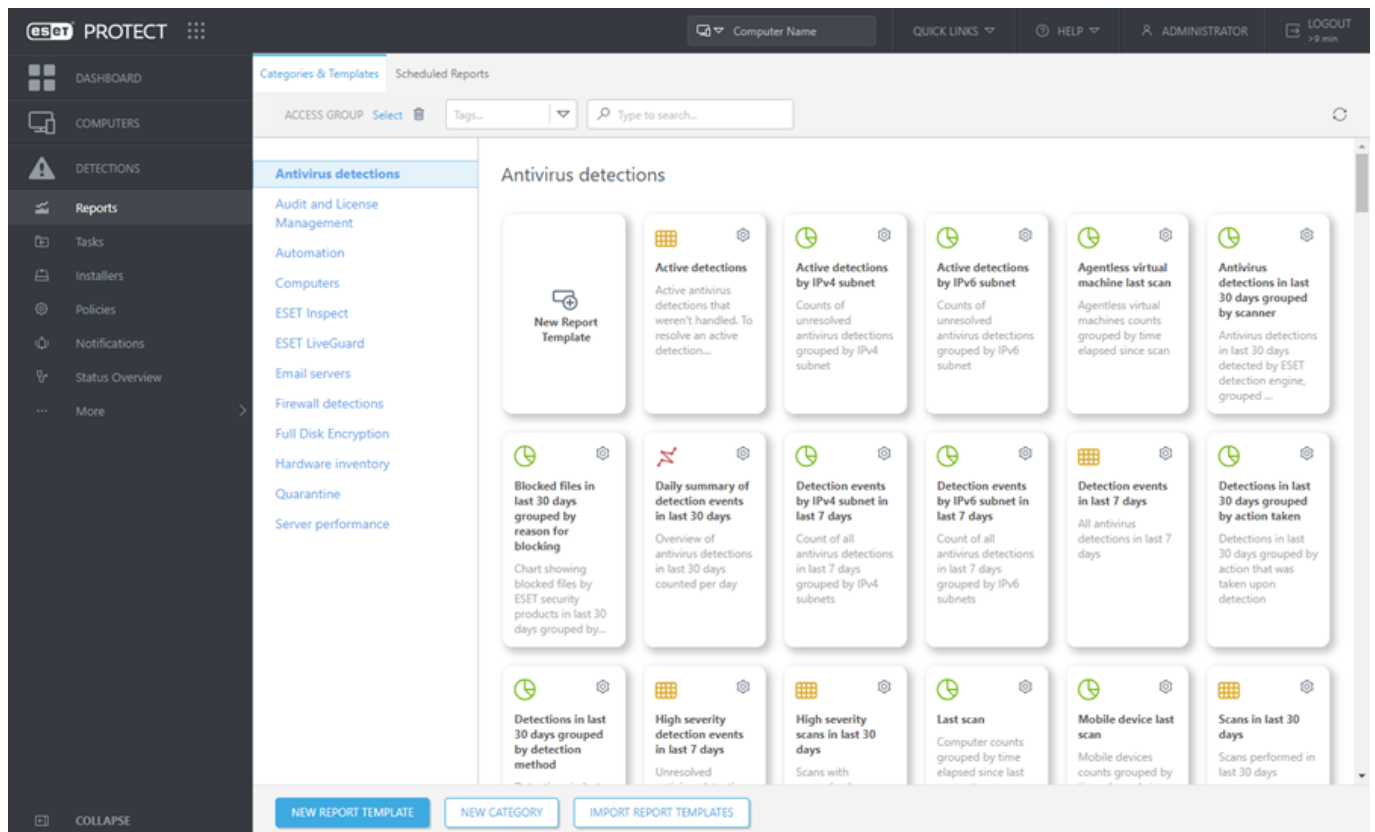 eset PROTECT
Computer Name
QUICK LINKS
HELP
ADMINISTRATOR
LOGOUT
>9 min
DASHBOARD
COMPUTERS
DETECTIONS
Reports
Tasks
Installers
Policies
Notifications
Status Overview
More
COLLAPSE
Categories & Templates
Scheduled Reports
ACCESS GROUP Select
Tags...
Type to search...
Antivirus detections
Audit and License
Management
Automation
Computers
ESET Inspect
ESET LiveGuard
Email servers
Firewall detections
Full Disk Encryption
Hardware inventory
Quarantine
Server performance
Antivirus detections
New Report
Template
Active detections
Active antivirus
detections that
weren't handled. To
resolve an active
detection...
Active detections
by IPv4 subnet
Counts of
unresolved
antivirus detections
grouped by IPv4
subnet
Active detections
by IPv6 subnet
Counts of
unresolved
antivirus detections
grouped by IPv6
subnet
Agentless virtual
machine last scan
Agentless virtual
machines counts
grouped by time
elapsed since scan
Antivirus
detections in last
30 days grouped
by scanner
Antivirus detections
in last 30 days
detected by ESET
detection engine,
grouped ...
Blocked files in
last 30 days
grouped by
reason for
blocking
Chart showing
blocked files by
ESET security
products in last 30
days grouped by...
Daily summary of
detection events
in last 30 days
Overview of
antivirus detections
in last 30 days
counted per day
Detection events
by IPv4 subnet in
last 7 days
Count of all
antivirus detections
in last 7 days
grouped by IPv4
subnets
Detection events
by IPv6 subnet in
last 7 days
Count of all
antivirus detections
in last 7 days
grouped by IPv6
subnets
Detection events
in last 7 days
All antivirus
detections in last 7
days
Detections in last
30 days grouped
by action taken
Detections in last
30 days grouped by
action that was
taken upon
detection
Detections in last
30 days grouped
by detection
method
High severity
detection events
in last 7 days
Unresolved
High severity
scans in last 30
days
Scans with
Last scan
Computer counts
grouped by time
elapsed since last
Mobile device last
scan
Mobile devices
counts grouped by
Scans in last 30
days
Scans performed in
last 30 days
NEW REPORT TEMPLATE
NEW CATEGORY
IMPORT REPORT TEMPLATES